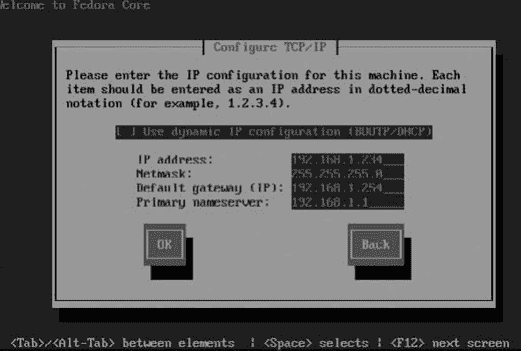 Welcome to Fedora Core
Configure TCP/IP
Please enter the IP configuration for this machine. Each
item should be entered as an IP address in dotted-decimal
notation (for example, 1.2.3.4).
[ ] Use dynamic IP configuration (BOOTP/DHCP)
IP address: 192.168.1.234
Netmask: 255.255.255.0
Default gateway (IP): 192.168.1.254
Primary nameserver: 192.168.1.1
OK Back
<Tab>/<Alt-Tab> between elements | <Space> selects | <F12> next screen